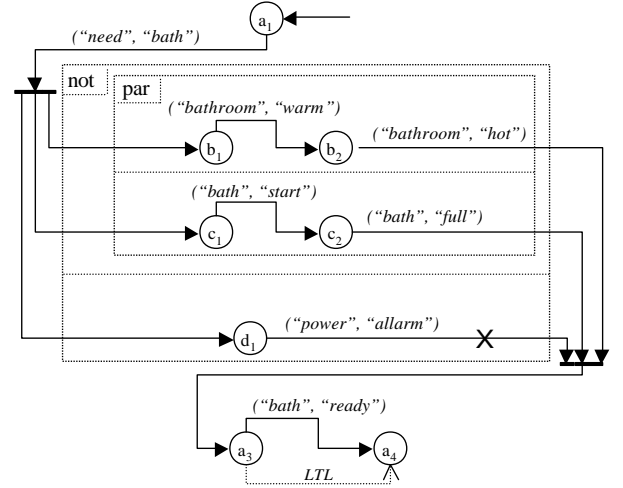 a1
(“need”, “bath”)
not
par
(“bathroom”, “warm”)
(“bathroom”, “hot”)
b1
b2
(“bath”, “start”)
(“bath”, “full”)
c1
c2
(“power”, “allarm”)
d1
X
(“bath”, “ready”)
a3
a4
LTL